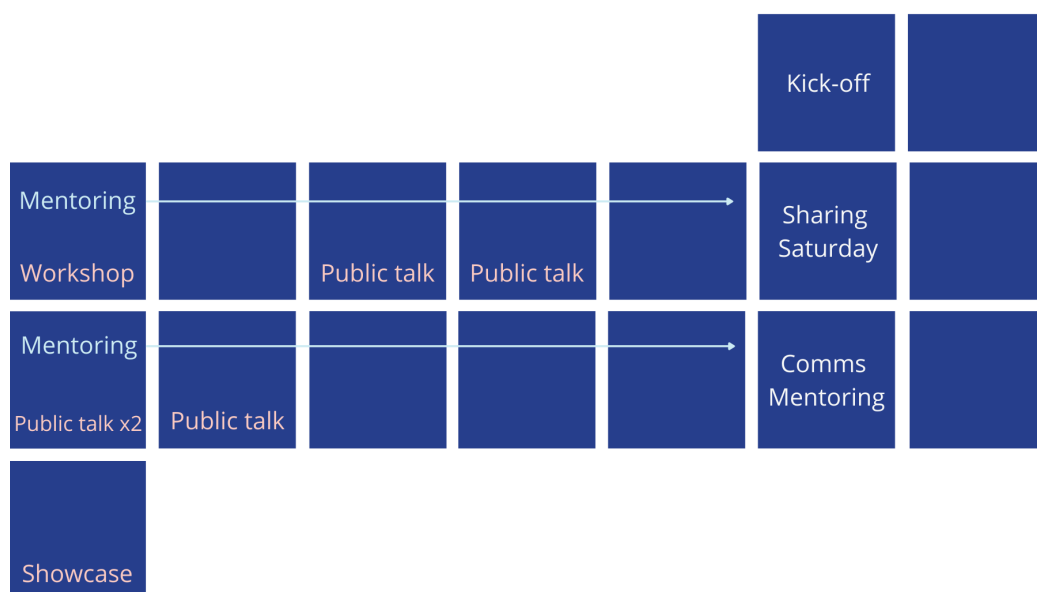 Kick-off
Mentoring
Sharing
Saturday
Workshop
Public talk
Public talk
Mentoring
Comms
Mentoring
Public talk x2
Public talk
Showcase